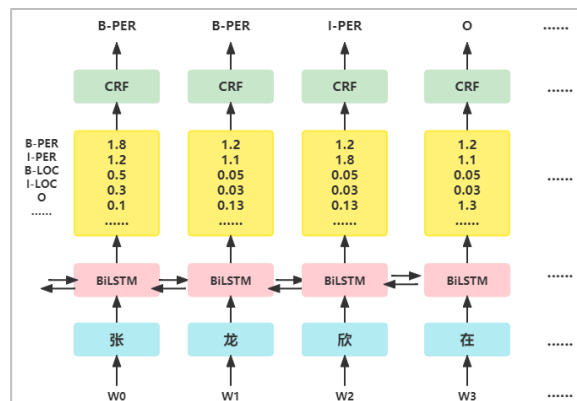 B-PER B-PER I-PER O ......
CRF CRF CRF CRF ......
B-PER
I-PER
B-LOC
I-LOC
O
......
1.8
1.2
0.5
0.3
0.1
......
1.2
1.1
0.05
0.03
0.13
......
1.2
1.8
0.05
0.03
0.13
......
1.2
1.1
0.05
0.03
1.3
......
......
BiLSTM BiLSTM BiLSTM BiLSTM ......
张 龙 欣 在 ......
W0 W1 W2 W3 ......